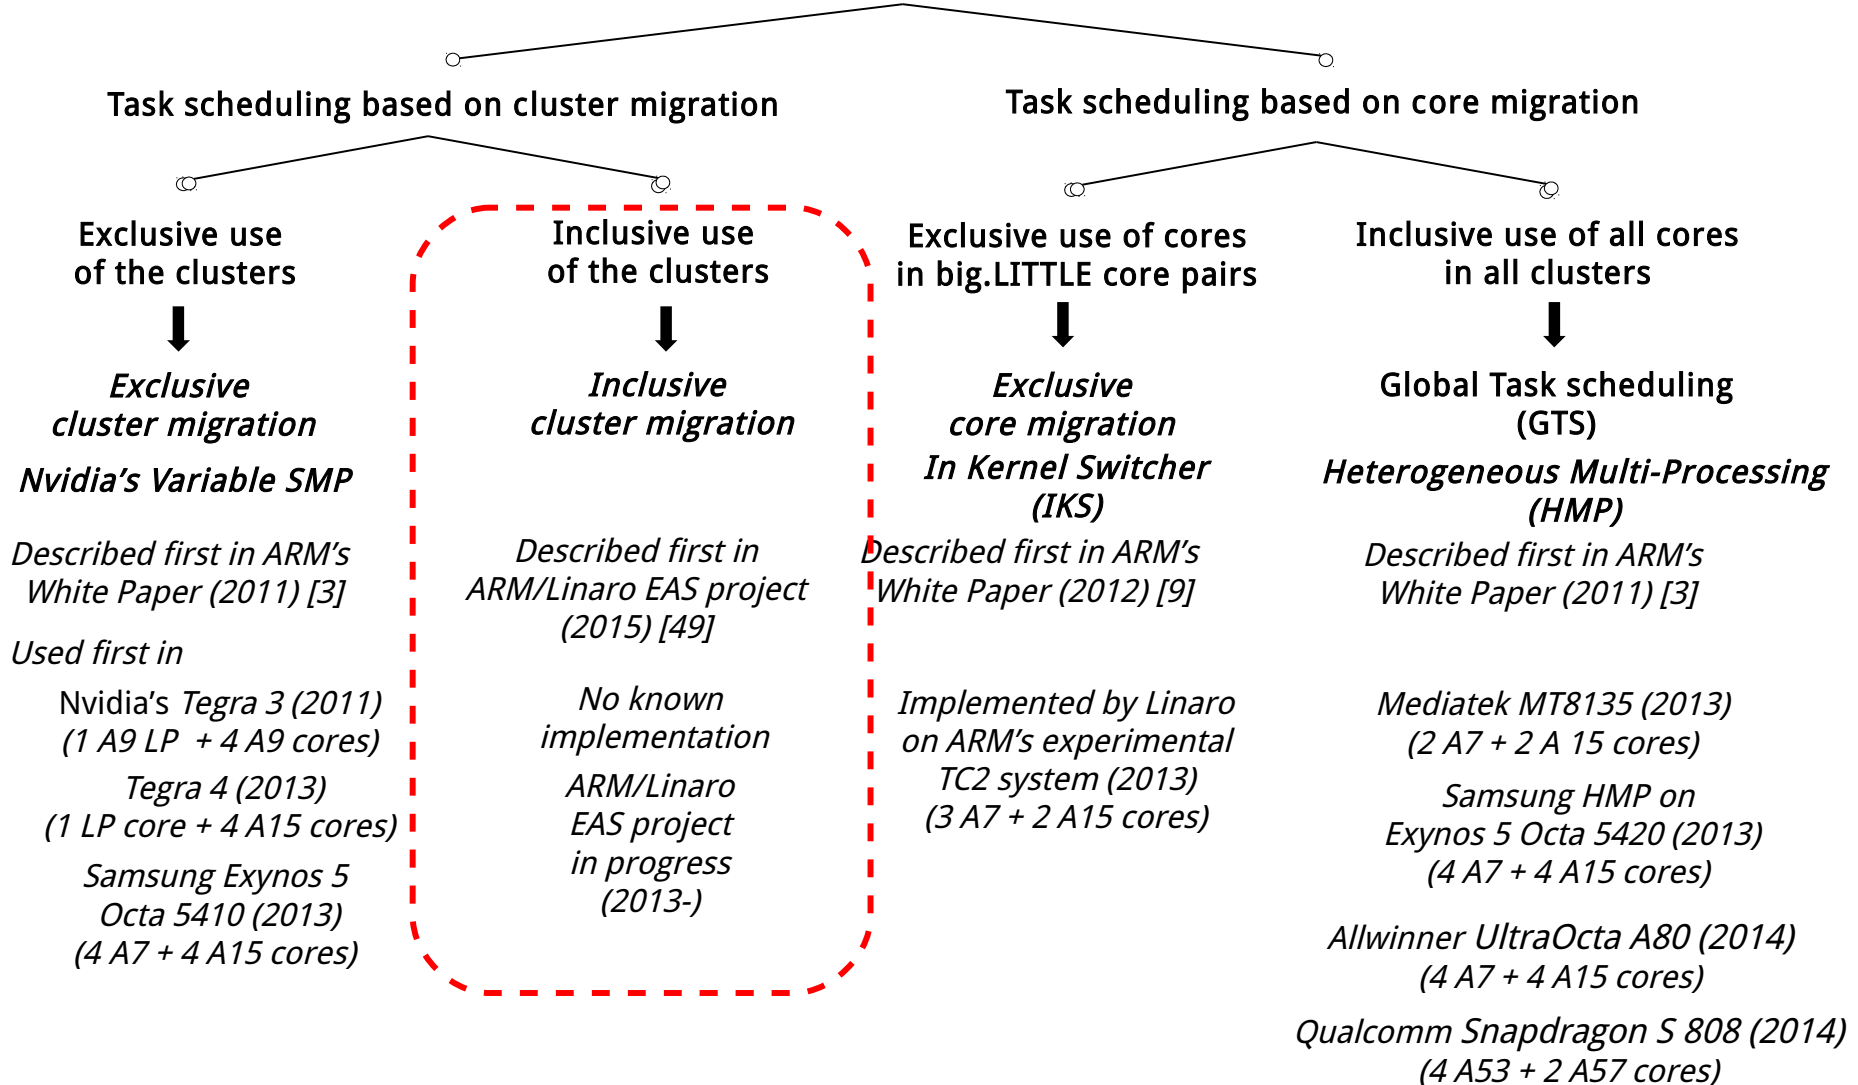 Task scheduling based on cluster migration
Task scheduling based on core migration
Exclusive use
of the clusters
Exclusive
cluster migration
Nvidia’s Variable SMP
Described first in ARM’s
White Paper (2011) [3]
Used first in
Nvidia’s Tegra 3 (2011)
(1 A9 LP + 4 A9 cores)
Tegra 4 (2013)
(1 LP core + 4 A15 cores)
Samsung Exynos 5
Octa 5410 (2013)
(4 A7 + 4 A15 cores)
Inclusive use
of the clusters
Inclusive
cluster migration
Described first in
ARM/Linaro EAS project
(2015) [49]
No known
implementation
ARM/Linaro
EAS project
in progress
(2013-)
Exclusive use of cores
in big.LITTLE core pairs
Exclusive
core migration
In Kernel Switcher
(IKS)
Described first in ARM’s
White Paper (2012) [9]
Implemented by Linaro
on ARM’s experimental
TC2 system (2013)
(3 A7 + 2 A15 cores)
Inclusive use of all cores
in all clusters
Global Task scheduling
(GTS)
Heterogeneous Multi-Processing
(HMP)
Described first in ARM’s
White Paper (2011) [3]
Mediatek MT8135 (2013)
(2 A7 + 2 A 15 cores)
Samsung HMP on
Exynos 5 Octa 5420 (2013)
(4 A7 + 4 A15 cores)
Allwinner UltraOcta A80 (2014)
(4 A7 + 4 A15 cores)
Qualcomm Snapdragon S 808 (2014)
(4 A53 + 2 A57 cores)